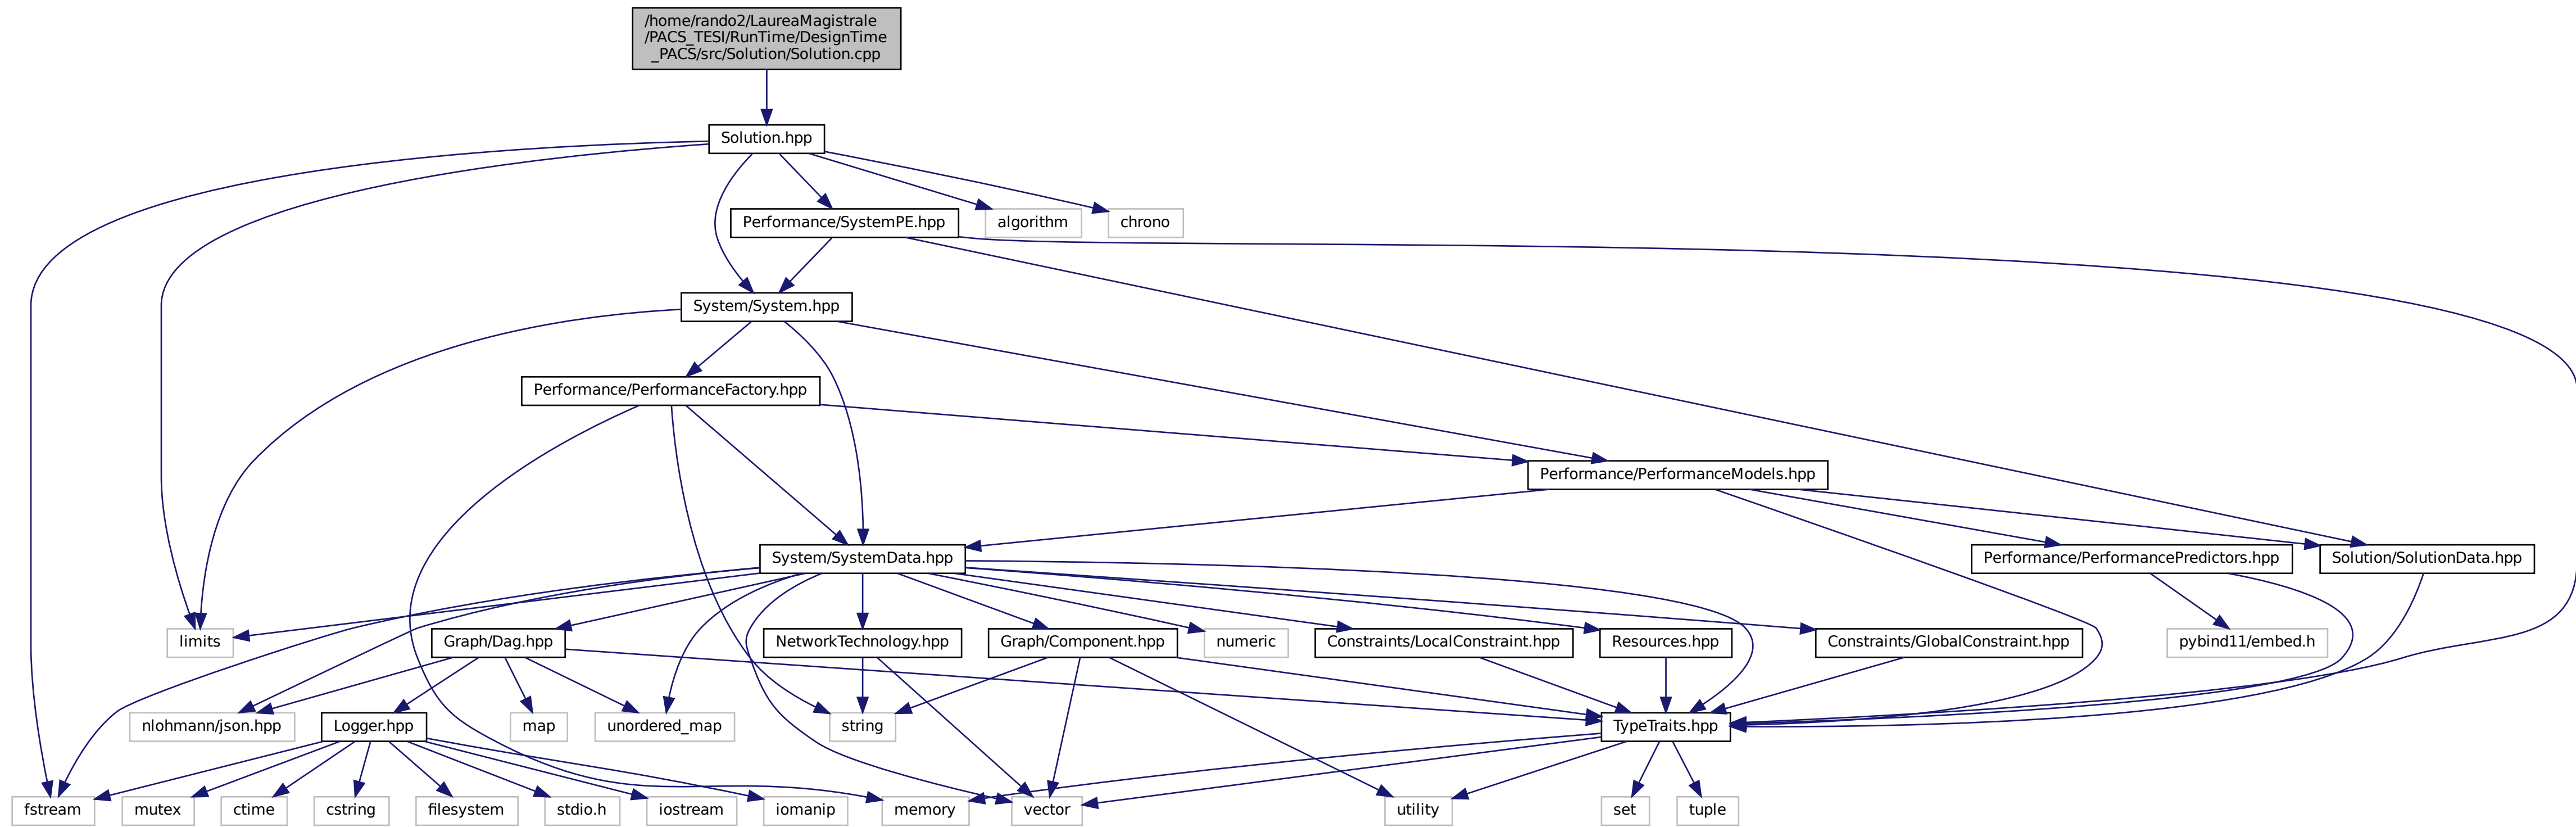 /home/rando2/LaureaMagistrale
/PACS_TESI/RunTime/DesignTime
_PACS/src/Solution/Solution.cpp
Solution.hpp
Performance/SystemPE.hpp
algorithm
chrono
System/System.hpp
Performance/PerformanceFactory.hpp
Performance/PerformanceModels.hpp
System/SystemData.hpp
Performance/PerformancePredictors.hpp
Solution/SolutionData.hpp
limits
Graph/Dag.hpp
NetworkTechnology.hpp
Graph/Component.hpp
numeric
Constraints/LocalConstraint.hpp
Resources.hpp
Constraints/GlobalConstraint.hpp
pybind11/embed.h
nlohmann/json.hpp
Logger.hpp
map
unordered_map
string
TypeTraits.hpp
fstream
mutex
ctime
cstring
filesystem
stdio.h
iostream
iomanip
memory
vector
utility
set
tuple